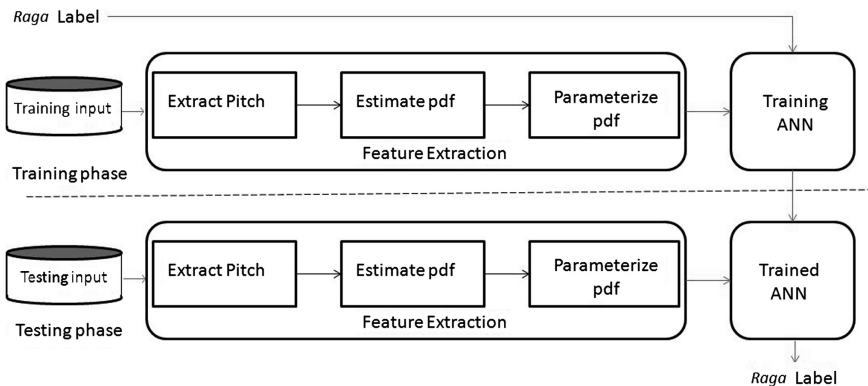 Raga Label
Training input
Extract Pitch
Estimate pdf
Parameterize
pdf
Feature Extraction
Training
ANN
Training phase
Testing input
Extract Pitch
Estimate pdf
Parameterize
pdf
Feature Extraction
Trained
ANN
Testing phase
Raga Label